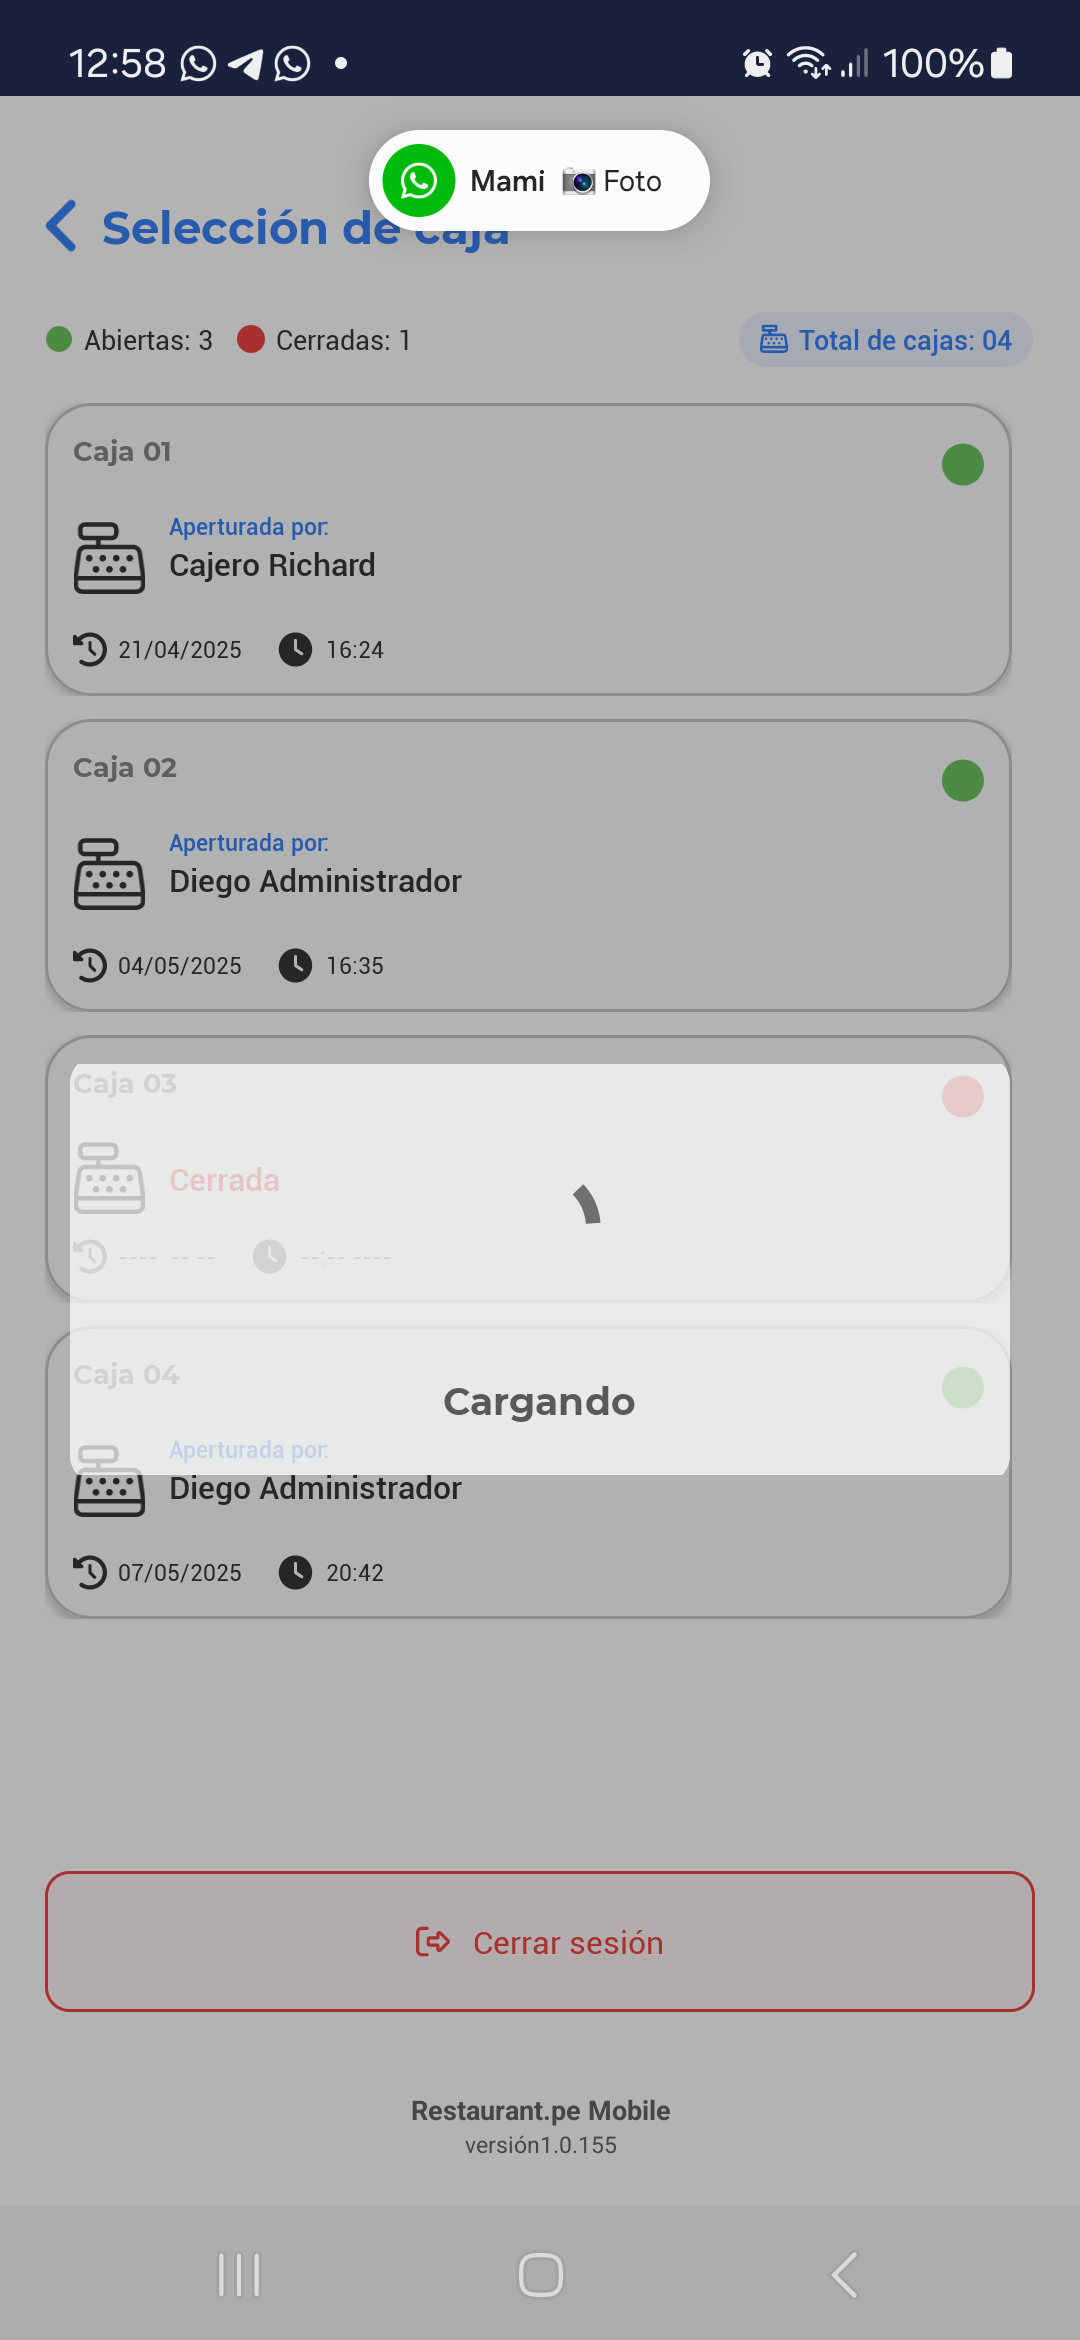 12:58
100%
Mami 📷 Foto
Selección de caja
Abiertas: 3
Cerradas: 1
Total de cajas: 04
Caja 01
Aperturada por:
Cajero Richard
21/04/2025
16:24
Caja 02
Aperturada por:
Diego Administrador
04/05/2025
16:35
Caja 03
Cerrada
---- -- --
--:-- ----
Caja 04
Cargando
Aperturada por:
Diego Administrador
07/05/2025
20:42
Cerrar sesión
Restaurant.pe Mobile
versión1.0.155